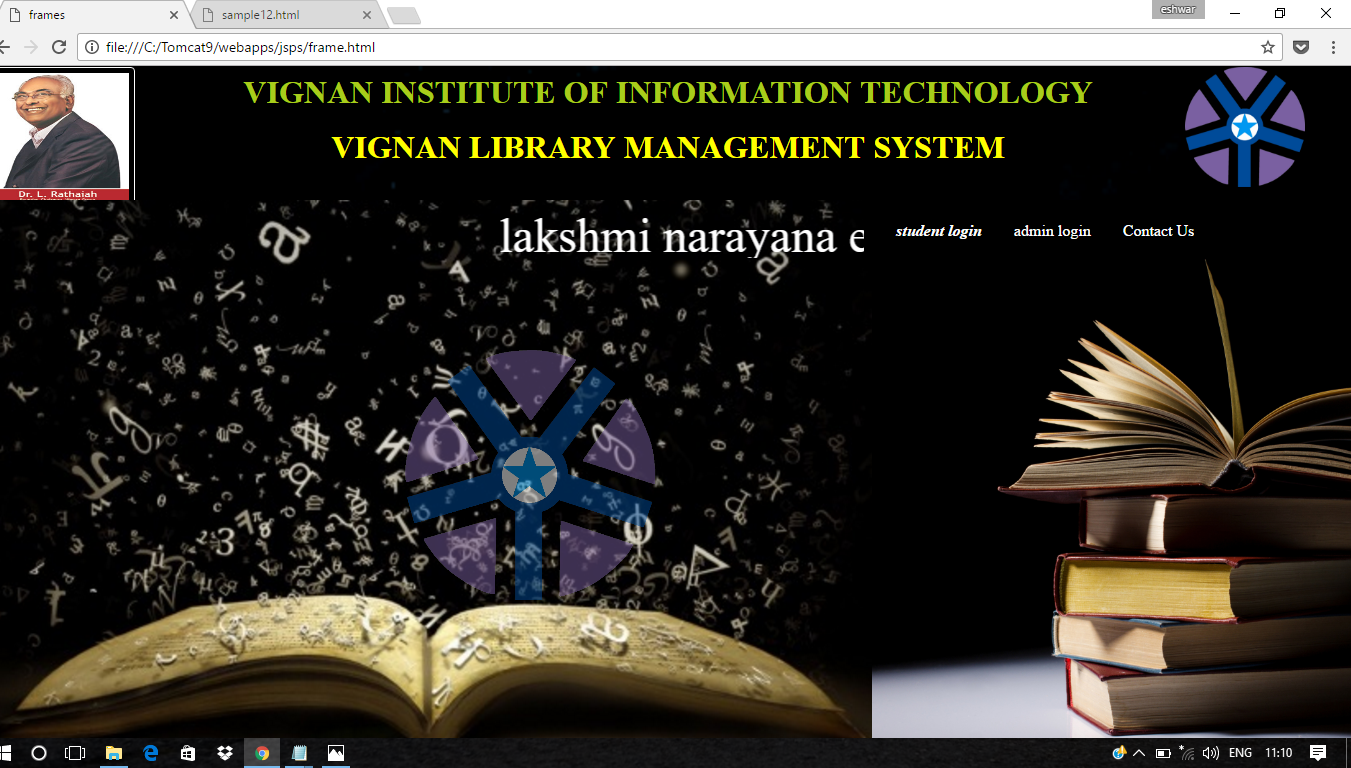 frames
sample12.html
eshwar
file:///C:/Tomcat9/webapps/jsps/frame.html
VIGNAN INSTITUTE OF INFORMATION TECHNOLOGY
VIGNAN LIBRARY MANAGEMENT SYSTEM
Dr. L. Rathaiah
lakshmi narayana e
student login admin login Contact Us
ENG 11:10